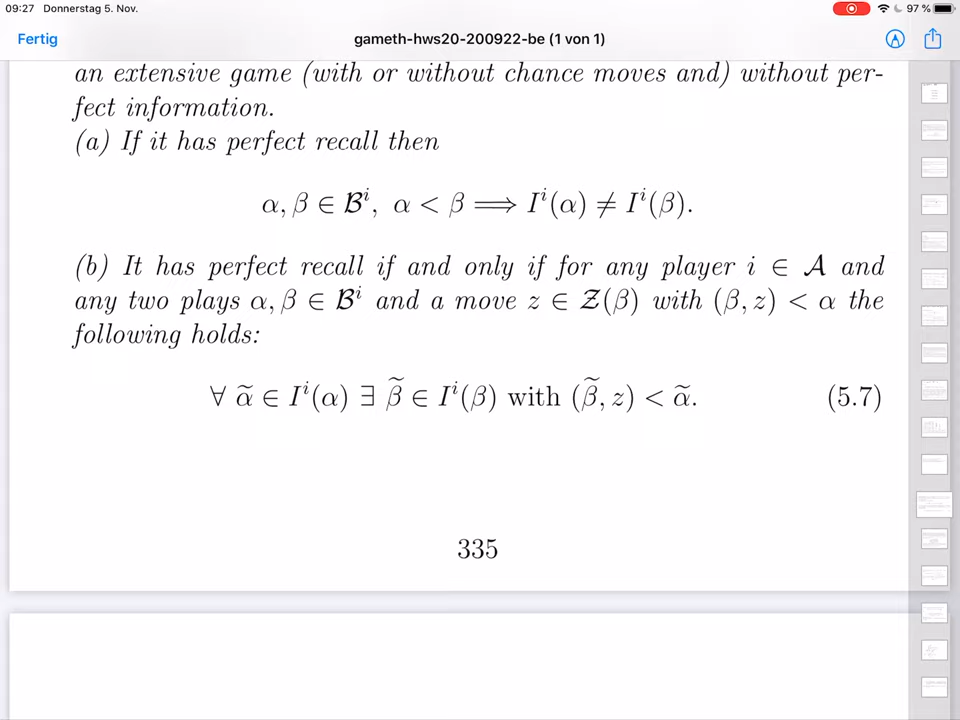 09:27 Donnerstag 5. Nov. 97 %
Fertig gameth-hws20-200922-be (1 von 1)
an extensive game (with or without chance moves and) without per-
fect information.
(a) If it has perfect recall then
α, β ∈ ℬⁱ, α < β ⟹ Iⁱ(α) ≠ Iⁱ(β).
(b) It has perfect recall if and only if for any player i ∈ 𝒜 and
any two plays α, β ∈ ℬⁱ and a move z ∈ 𝒵(β) with (β, z) < α the
following holds:
∀ α̃ ∈ Iⁱ(α) ∃ β̃ ∈ Iⁱ(β) with (β̃, z) < α̃. (5.7)
335